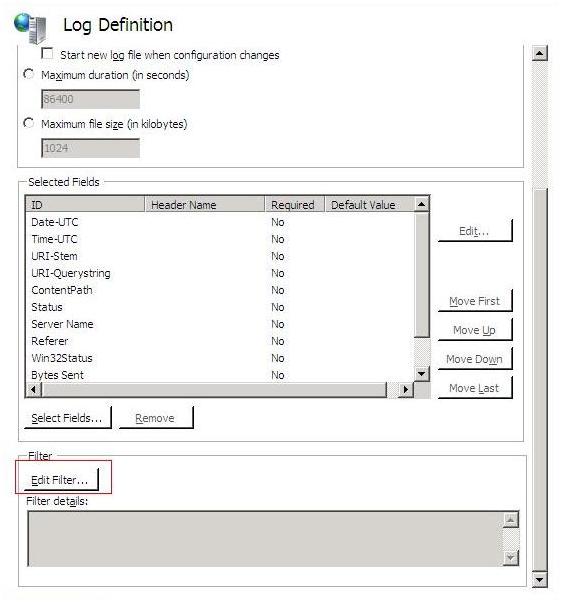 Log Definition
Start new log file when configuration changes
Maximum duration (in seconds)
86400
Maximum file size (in kilobytes)
1024
Selected Fields
ID Header Name Required Default Value
Date-UTC No
Time-UTC No
URI-Stem No
URI-Querystring No
ContentPath No
Status No
Server Name No
Referer No
Win32Status No
Bytes Sent No
Edit...
Move First
Move Up
Move Down
Move Last
Select Fields... Remove
Filter
Edit Filter...
Filter details: